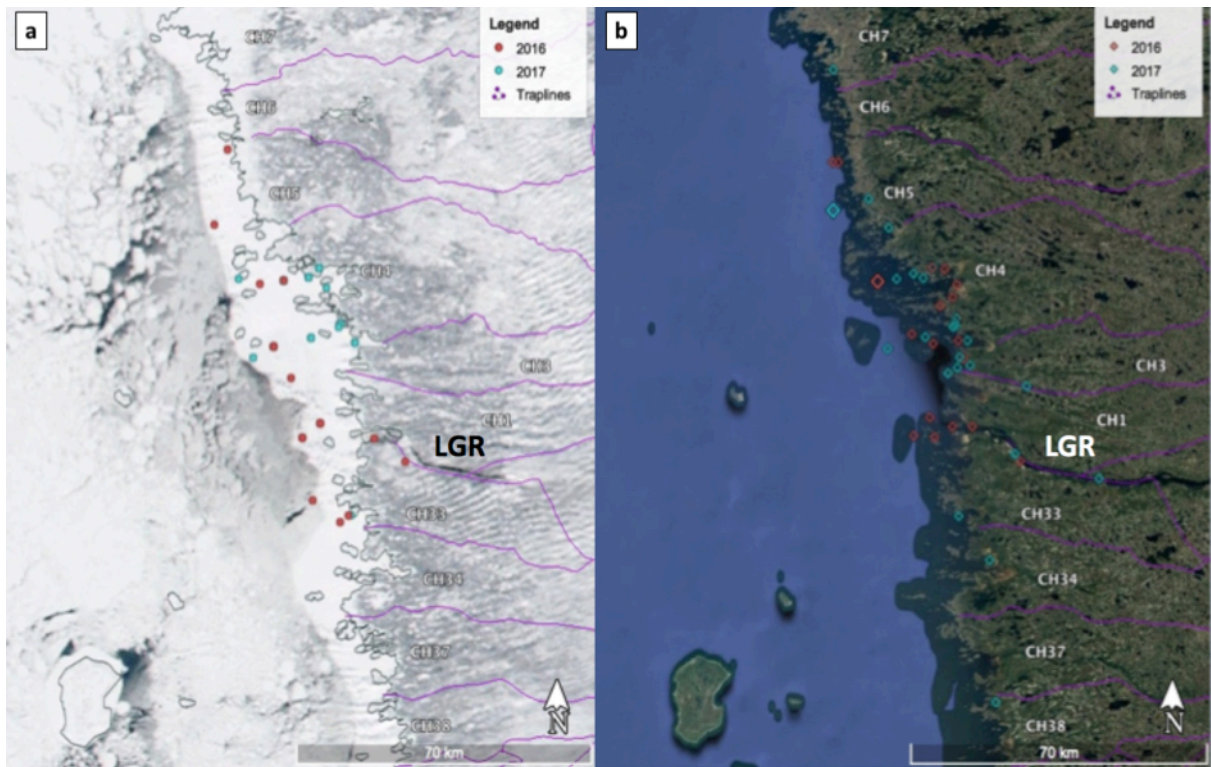 a
CH7
Legend
2016
2017
Traplines
CH6
CH5
CH4
CH3
CH1
LGR
CH33
CH34
CH37
CH38
N
70 km
b
CH7
Legend
2016
2017
Traplines
CH6
CH5
CH4
CH3
CH1
LGR
CH33
CH34
CH37
CH38
N
70 km